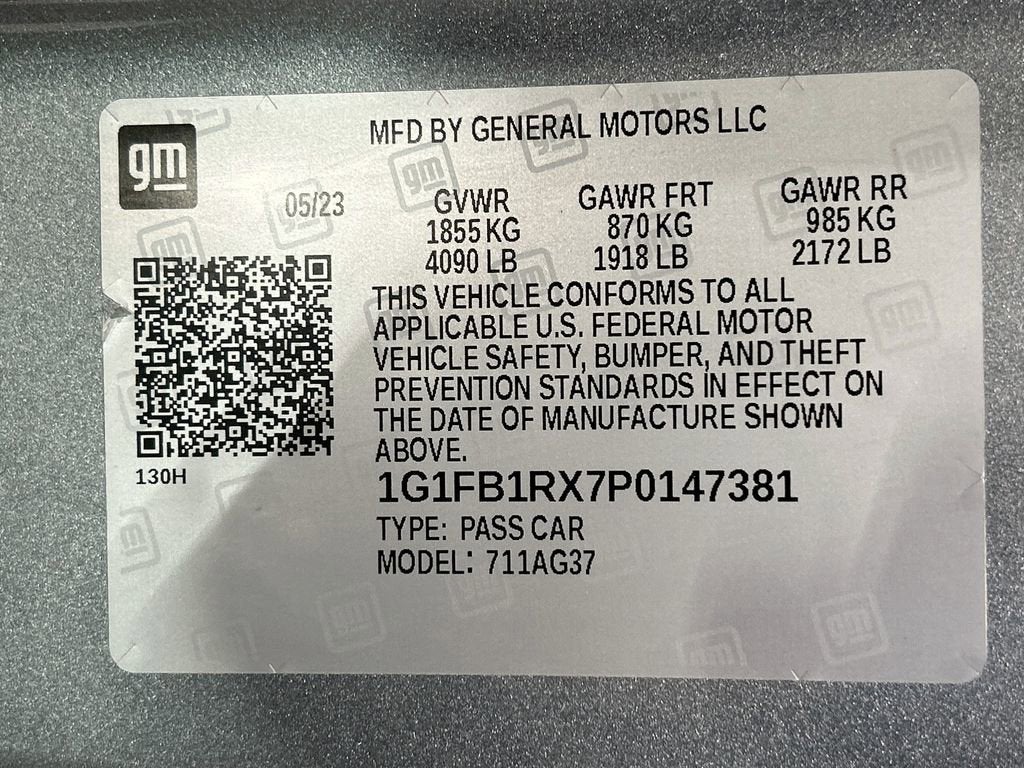 gm
MFD BY GENERAL MOTORS LLC
05/23
GVWR GAWR FRT GAWR RR
1855 KG 870 KG 985 KG
4090 LB 1918 LB 2172 LB
THIS VEHICLE CONFORMS TO ALL
APPLICABLE U.S. FEDERAL MOTOR
VEHICLE SAFETY, BUMPER, AND THEFT
PREVENTION STANDARDS IN EFFECT ON
THE DATE OF MANUFACTURE SHOWN
ABOVE.
130H
1G1FB1RX7P0147381
TYPE: PASS CAR
MODEL: 711AG37